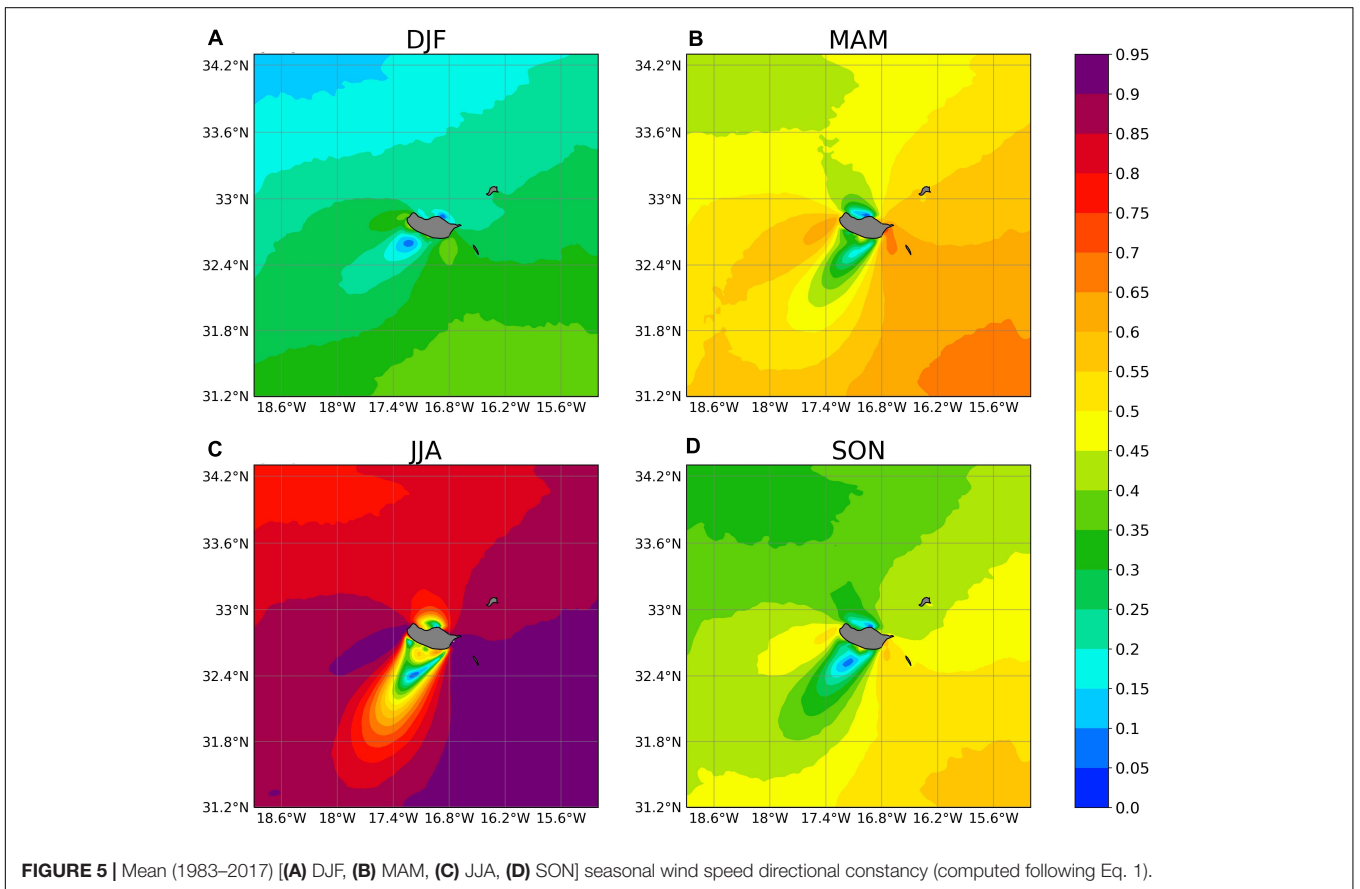 A
DJF
34.2°N
33.6°N
33°N
32.4°N
31.8°N
31.2°N
18.6°W 18°W 17.4°W 16.8°W 16.2°W 15.6°W
B
MAM
34.2°N
33.6°N
33°N
32.4°N
31.8°N
31.2°N
18.6°W 18°W 17.4°W 16.8°W 16.2°W 15.6°W
C
JJA
34.2°N
33.6°N
33°N
32.4°N
31.8°N
31.2°N
18.6°W 18°W 17.4°W 16.8°W 16.2°W 15.6°W
D
SON
34.2°N
33.6°N
33°N
32.4°N
31.8°N
31.2°N
18.6°W 18°W 17.4°W 16.8°W 16.2°W 15.6°W
0.95
0.9
0.85
0.8
0.75
0.7
0.65
0.6
0.55
0.5
0.45
0.4
0.35
0.3
0.25
0.2
0.15
0.1
0.05
0.0
FIGURE 5 | Mean (1983–2017) [(A) DJF, (B) MAM, (C) JJA, (D) SON] seasonal wind speed directional constancy (computed following Eq. 1).